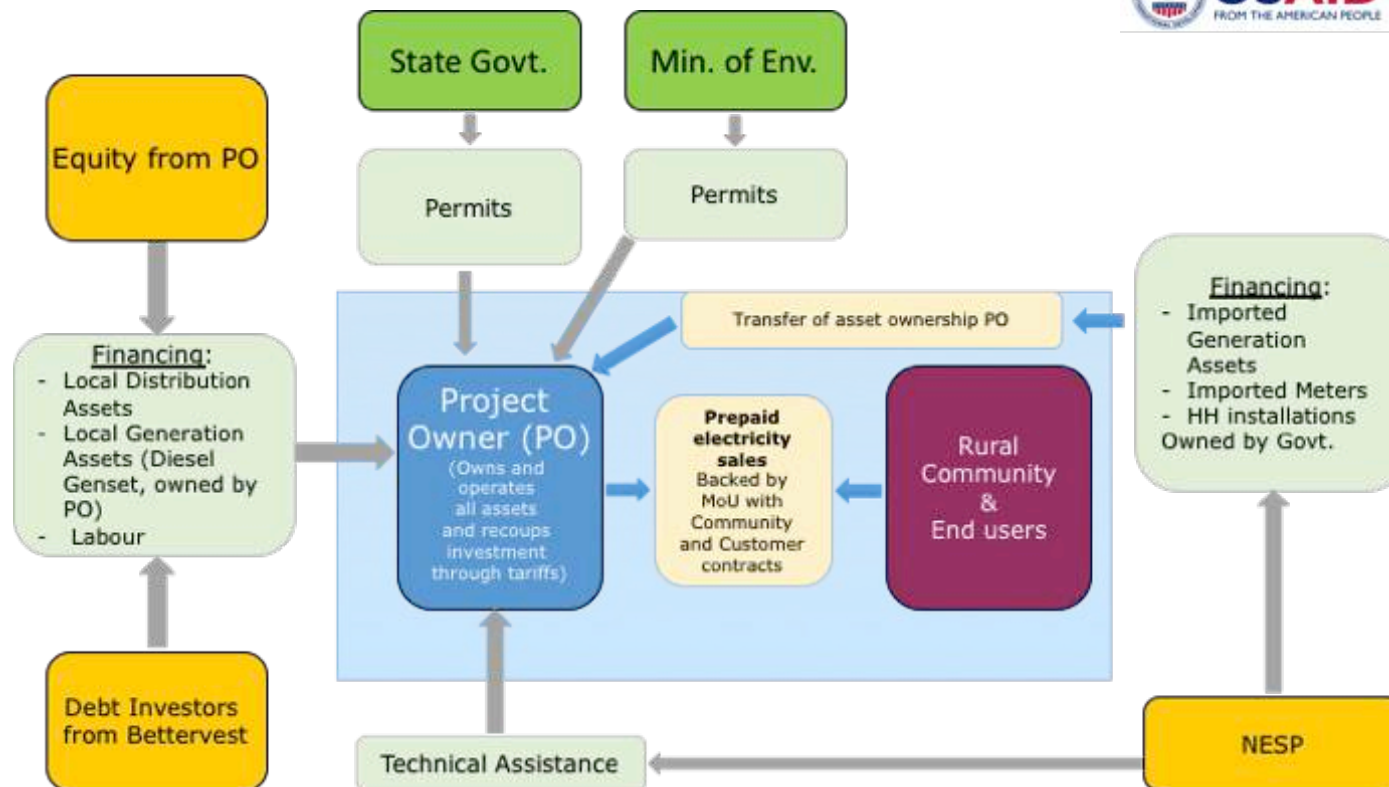 FROM THE AMERICAN PEOPLE
State Govt.
Min. of Env.
Equity from PO
Permits
Permits
Financing:
- Local Distribution
Assets
- Local Generation
Assets (Diesel
Genset, owned by
PO)
- Labour
Transfer of asset ownership PO
Project
Owner (PO)
(Owns and
operates
all assets
and recoups
investment
through tariffs)
Prepaid
electricity
sales
Backed by
MoU with
Community
and Customer
contracts
Rural
Community
&
End users
Financing:
- Imported
Generation
Assets
- Imported Meters
- HH installations
Owned by Govt.
Debt Investors
from Bettervest
Technical Assistance
NESP